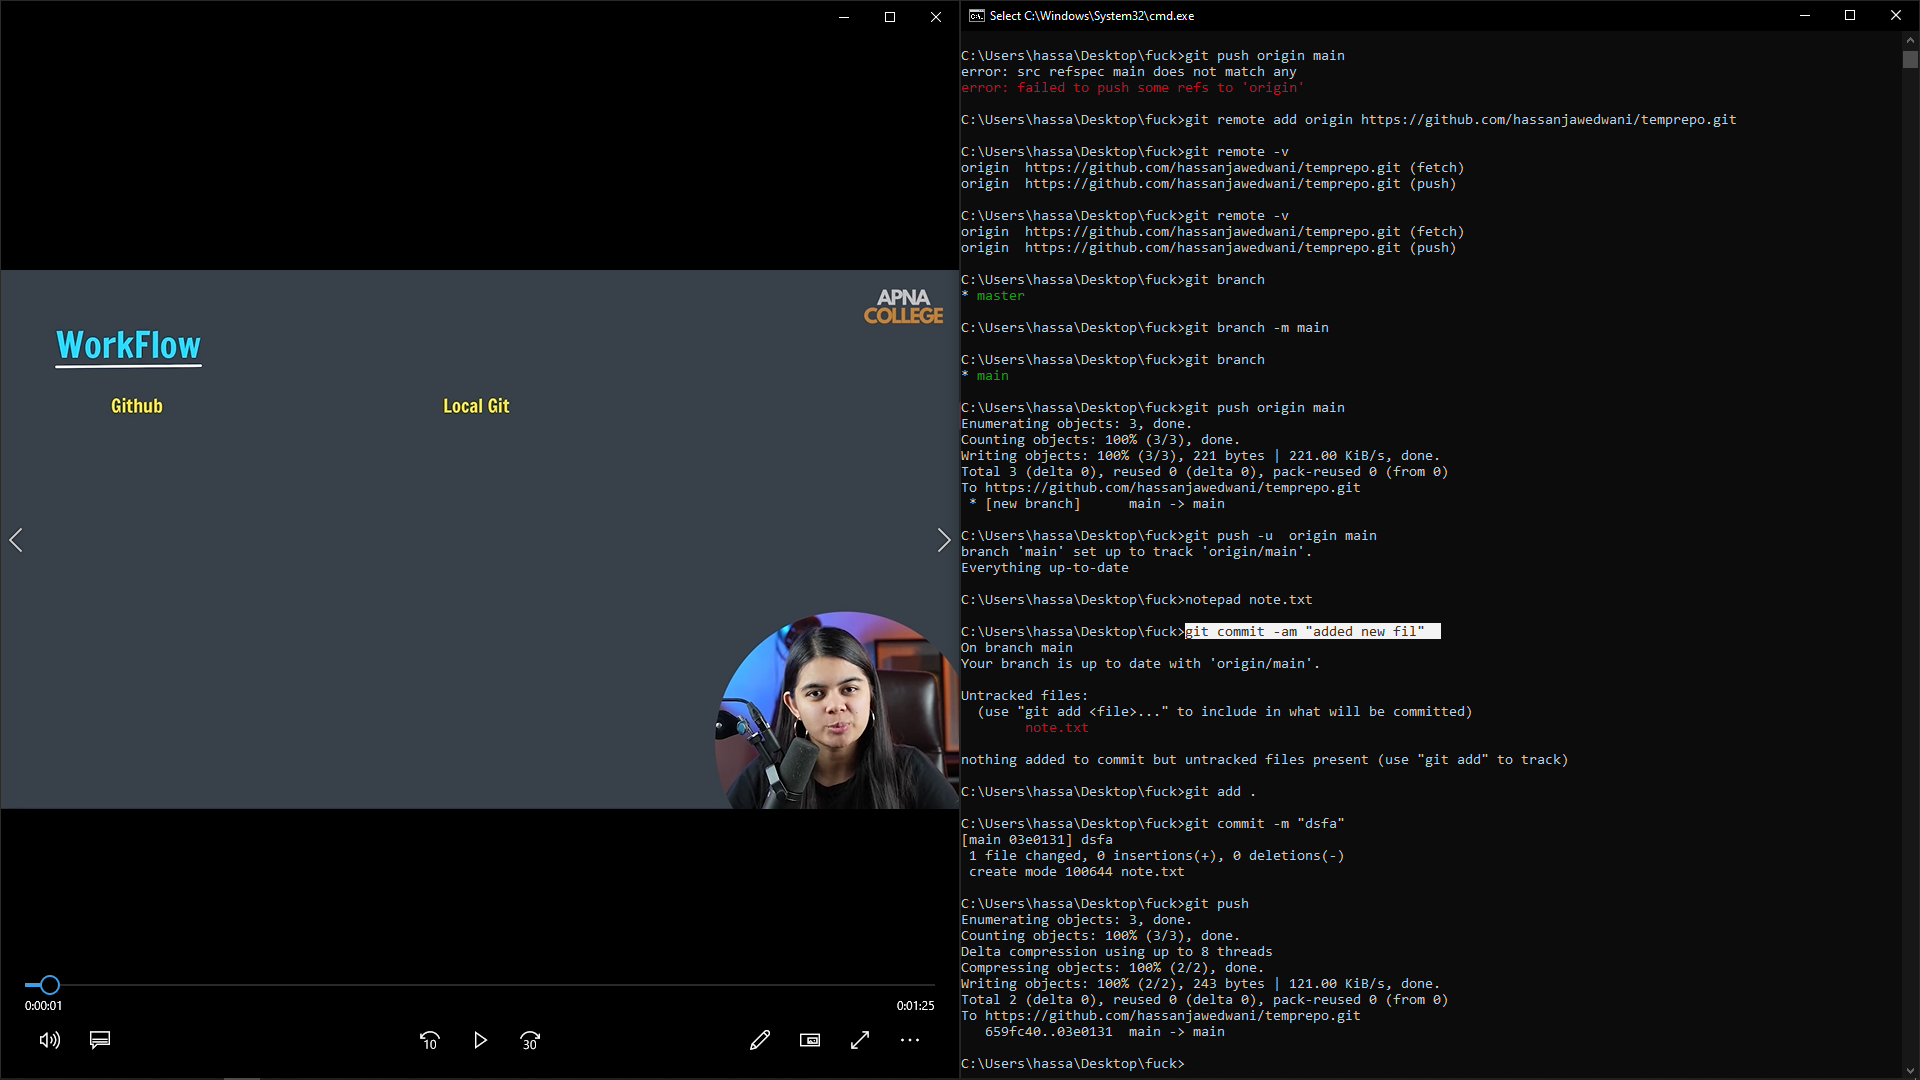 APNA
COLLEGE
WorkFlow
Github
Local Git
0:00:01
0:01:25
10
30
Select C:\Windows\System32\cmd.exe
C:\Users\hassa\Desktop\fuck>git push origin main
error: src refspec main does not match any
error: failed to push some refs to 'origin'
C:\Users\hassa\Desktop\fuck>git remote add origin https://github.com/hassanjawedwani/temprepo.git
C:\Users\hassa\Desktop\fuck>git remote -v
origin  https://github.com/hassanjawedwani/temprepo.git (fetch)
origin  https://github.com/hassanjawedwani/temprepo.git (push)
C:\Users\hassa\Desktop\fuck>git remote -v
origin  https://github.com/hassanjawedwani/temprepo.git (fetch)
origin  https://github.com/hassanjawedwani/temprepo.git (push)
C:\Users\hassa\Desktop\fuck>git branch
* master
C:\Users\hassa\Desktop\fuck>git branch -m main
C:\Users\hassa\Desktop\fuck>git branch
* main
C:\Users\hassa\Desktop\fuck>git push origin main
Enumerating objects: 3, done.
Counting objects: 100% (3/3), done.
Writing objects: 100% (3/3), 221 bytes | 221.00 KiB/s, done.
Total 3 (delta 0), reused 0 (delta 0), pack-reused 0 (from 0)
To https://github.com/hassanjawedwani/temprepo.git
 * [new branch]      main -> main
C:\Users\hassa\Desktop\fuck>git push -u  origin main
branch 'main' set up to track 'origin/main'.
Everything up-to-date
C:\Users\hassa\Desktop\fuck>notepad note.txt
C:\Users\hassa\Desktop\fuck>git commit -am "added new fil"
On branch main
Your branch is up to date with 'origin/main'.
Untracked files:
  (use "git add <file>..." to include in what will be committed)
        note.txt
nothing added to commit but untracked files present (use "git add" to track)
C:\Users\hassa\Desktop\fuck>git add .
C:\Users\hassa\Desktop\fuck>git commit -m "dsfa"
[main 03e0131] dsfa
 1 file changed, 0 insertions(+), 0 deletions(-)
 create mode 100644 note.txt
C:\Users\hassa\Desktop\fuck>git push
Enumerating objects: 3, done.
Counting objects: 100% (3/3), done.
Delta compression using up to 8 threads
Compressing objects: 100% (2/2), done.
Writing objects: 100% (2/2), 243 bytes | 121.00 KiB/s, done.
Total 2 (delta 0), reused 0 (delta 0), pack-reused 0 (from 0)
To https://github.com/hassanjawedwani/temprepo.git
   659fc40..03e0131  main -> main
C:\Users\hassa\Desktop\fuck>